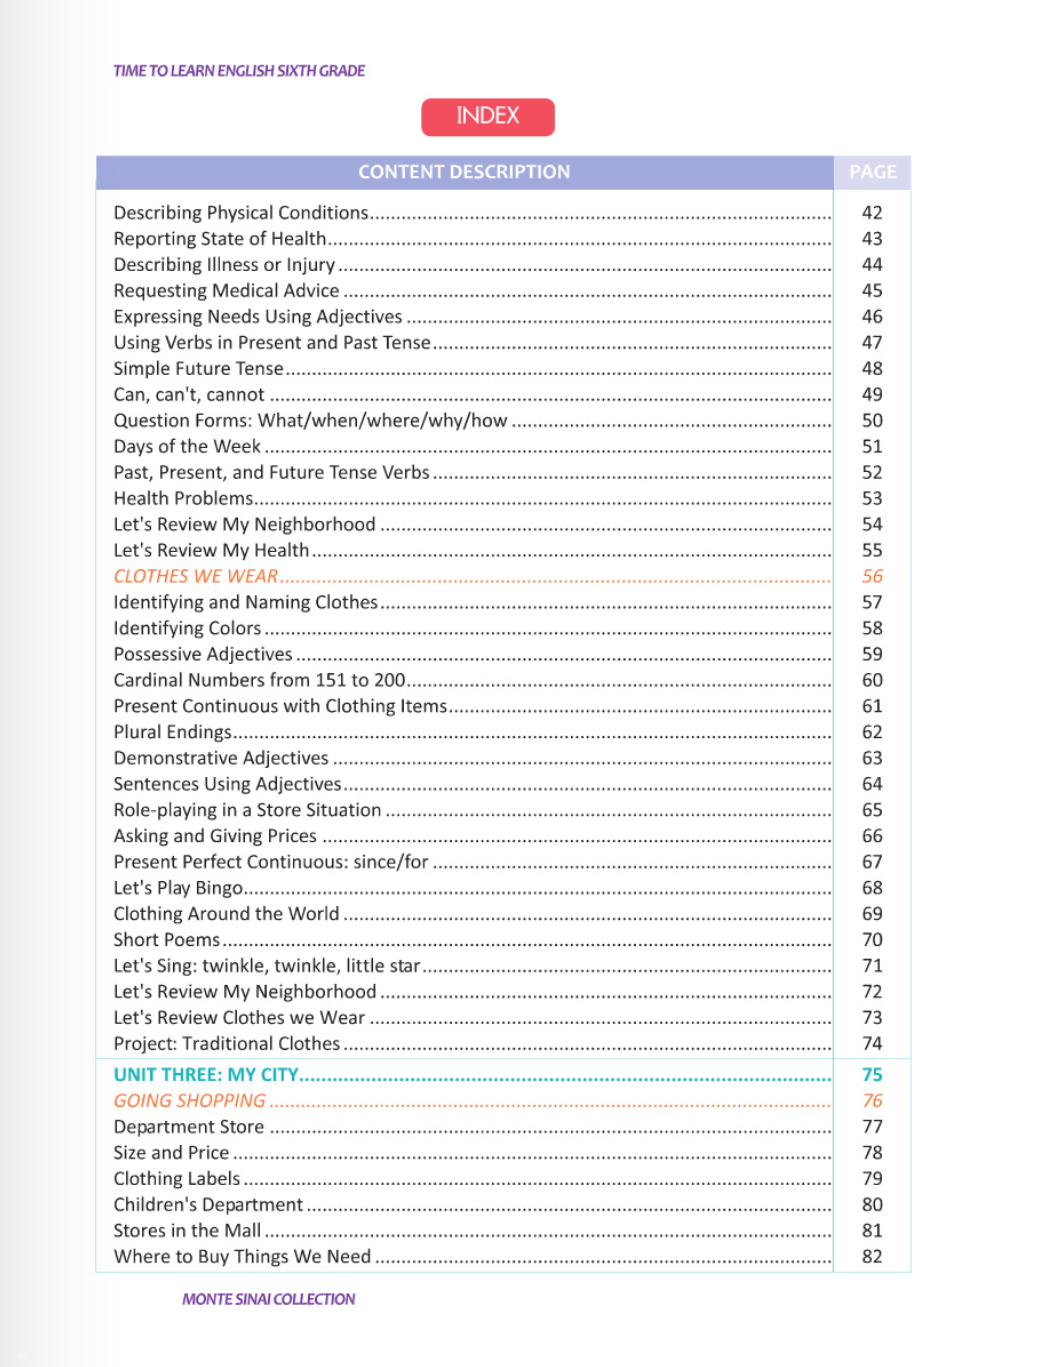 TIME TO LEARN ENGLISH SIXTH GRADE
INDEX
CONTENT DESCRIPTION PAGE
Describing Physical Conditions 42
Reporting State of Health 43
Describing Illness or Injury 44
Requesting Medical Advice 45
Expressing Needs Using Adjectives 46
Using Verbs in Present and Past Tense 47
Simple Future Tense 48
Can, can't, cannot 49
Question Forms: What/when/where/why/how 50
Days of the Week 51
Past, Present, and Future Tense Verbs 52
Health Problems 53
Let's Review My Neighborhood 54
Let's Review My Health 55
CLOTHES WE WEAR 56
Identifying and Naming Clothes 57
Identifying Colors 58
Possessive Adjectives 59
Cardinal Numbers from 151 to 200 60
Present Continuous with Clothing Items 61
Plural Endings 62
Demonstrative Adjectives 63
Sentences Using Adjectives 64
Role-playing in a Store Situation 65
Asking and Giving Prices 66
Present Perfect Continuous: since/for 67
Let's Play Bingo 68
Clothing Around the World 69
Short Poems 70
Let's Sing: twinkle, twinkle, little star 71
Let's Review My Neighborhood 72
Let's Review Clothes we Wear 73
Project: Traditional Clothes 74
UNIT THREE: MY CITY 75
GOING SHOPPING 76
Department Store 77
Size and Price 78
Clothing Labels 79
Children's Department 80
Stores in the Mall 81
Where to Buy Things We Need 82
MONTE SINAI COLLECTION